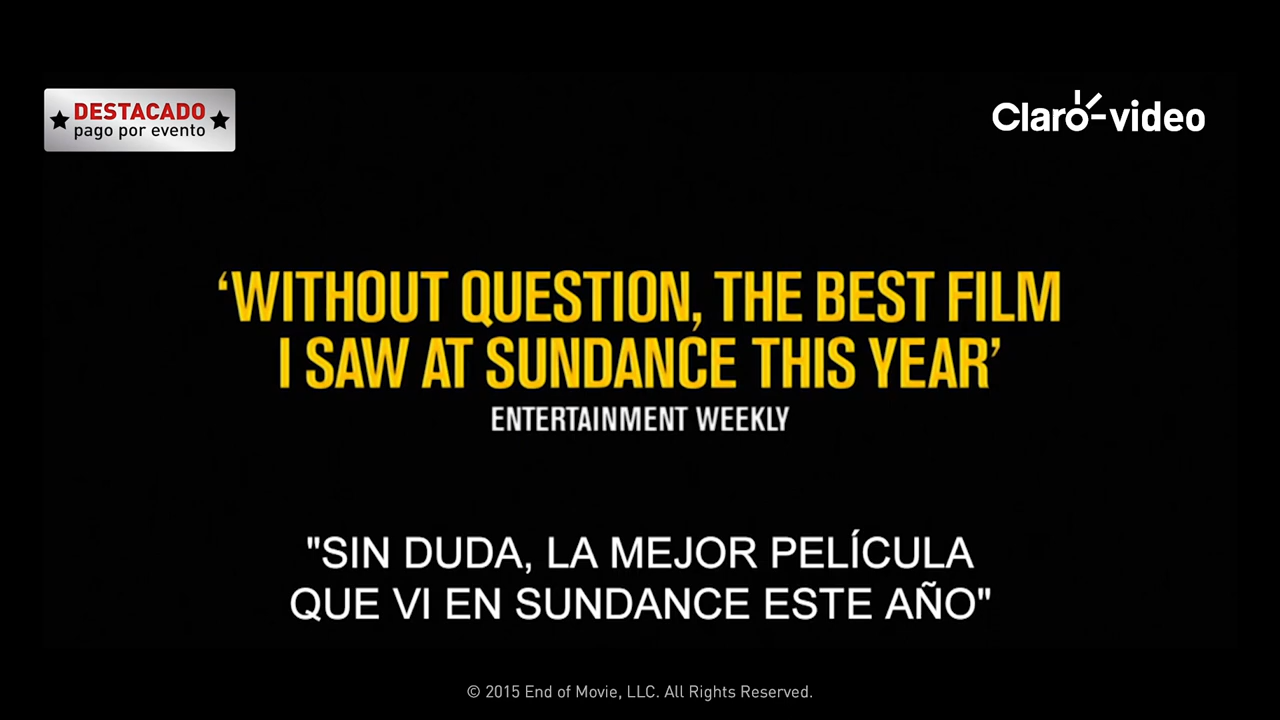 DESTACADO
pago por evento
Claro-video
‘WITHOUT QUESTION, THE BEST FILM
I SAW AT SUNDANCE THIS YEAR’
ENTERTAINMENT WEEKLY
"SIN DUDA, LA MEJOR PELÍCULA
QUE VI EN SUNDANCE ESTE AÑO"
© 2015 End of Movie, LLC. All Rights Reserved.